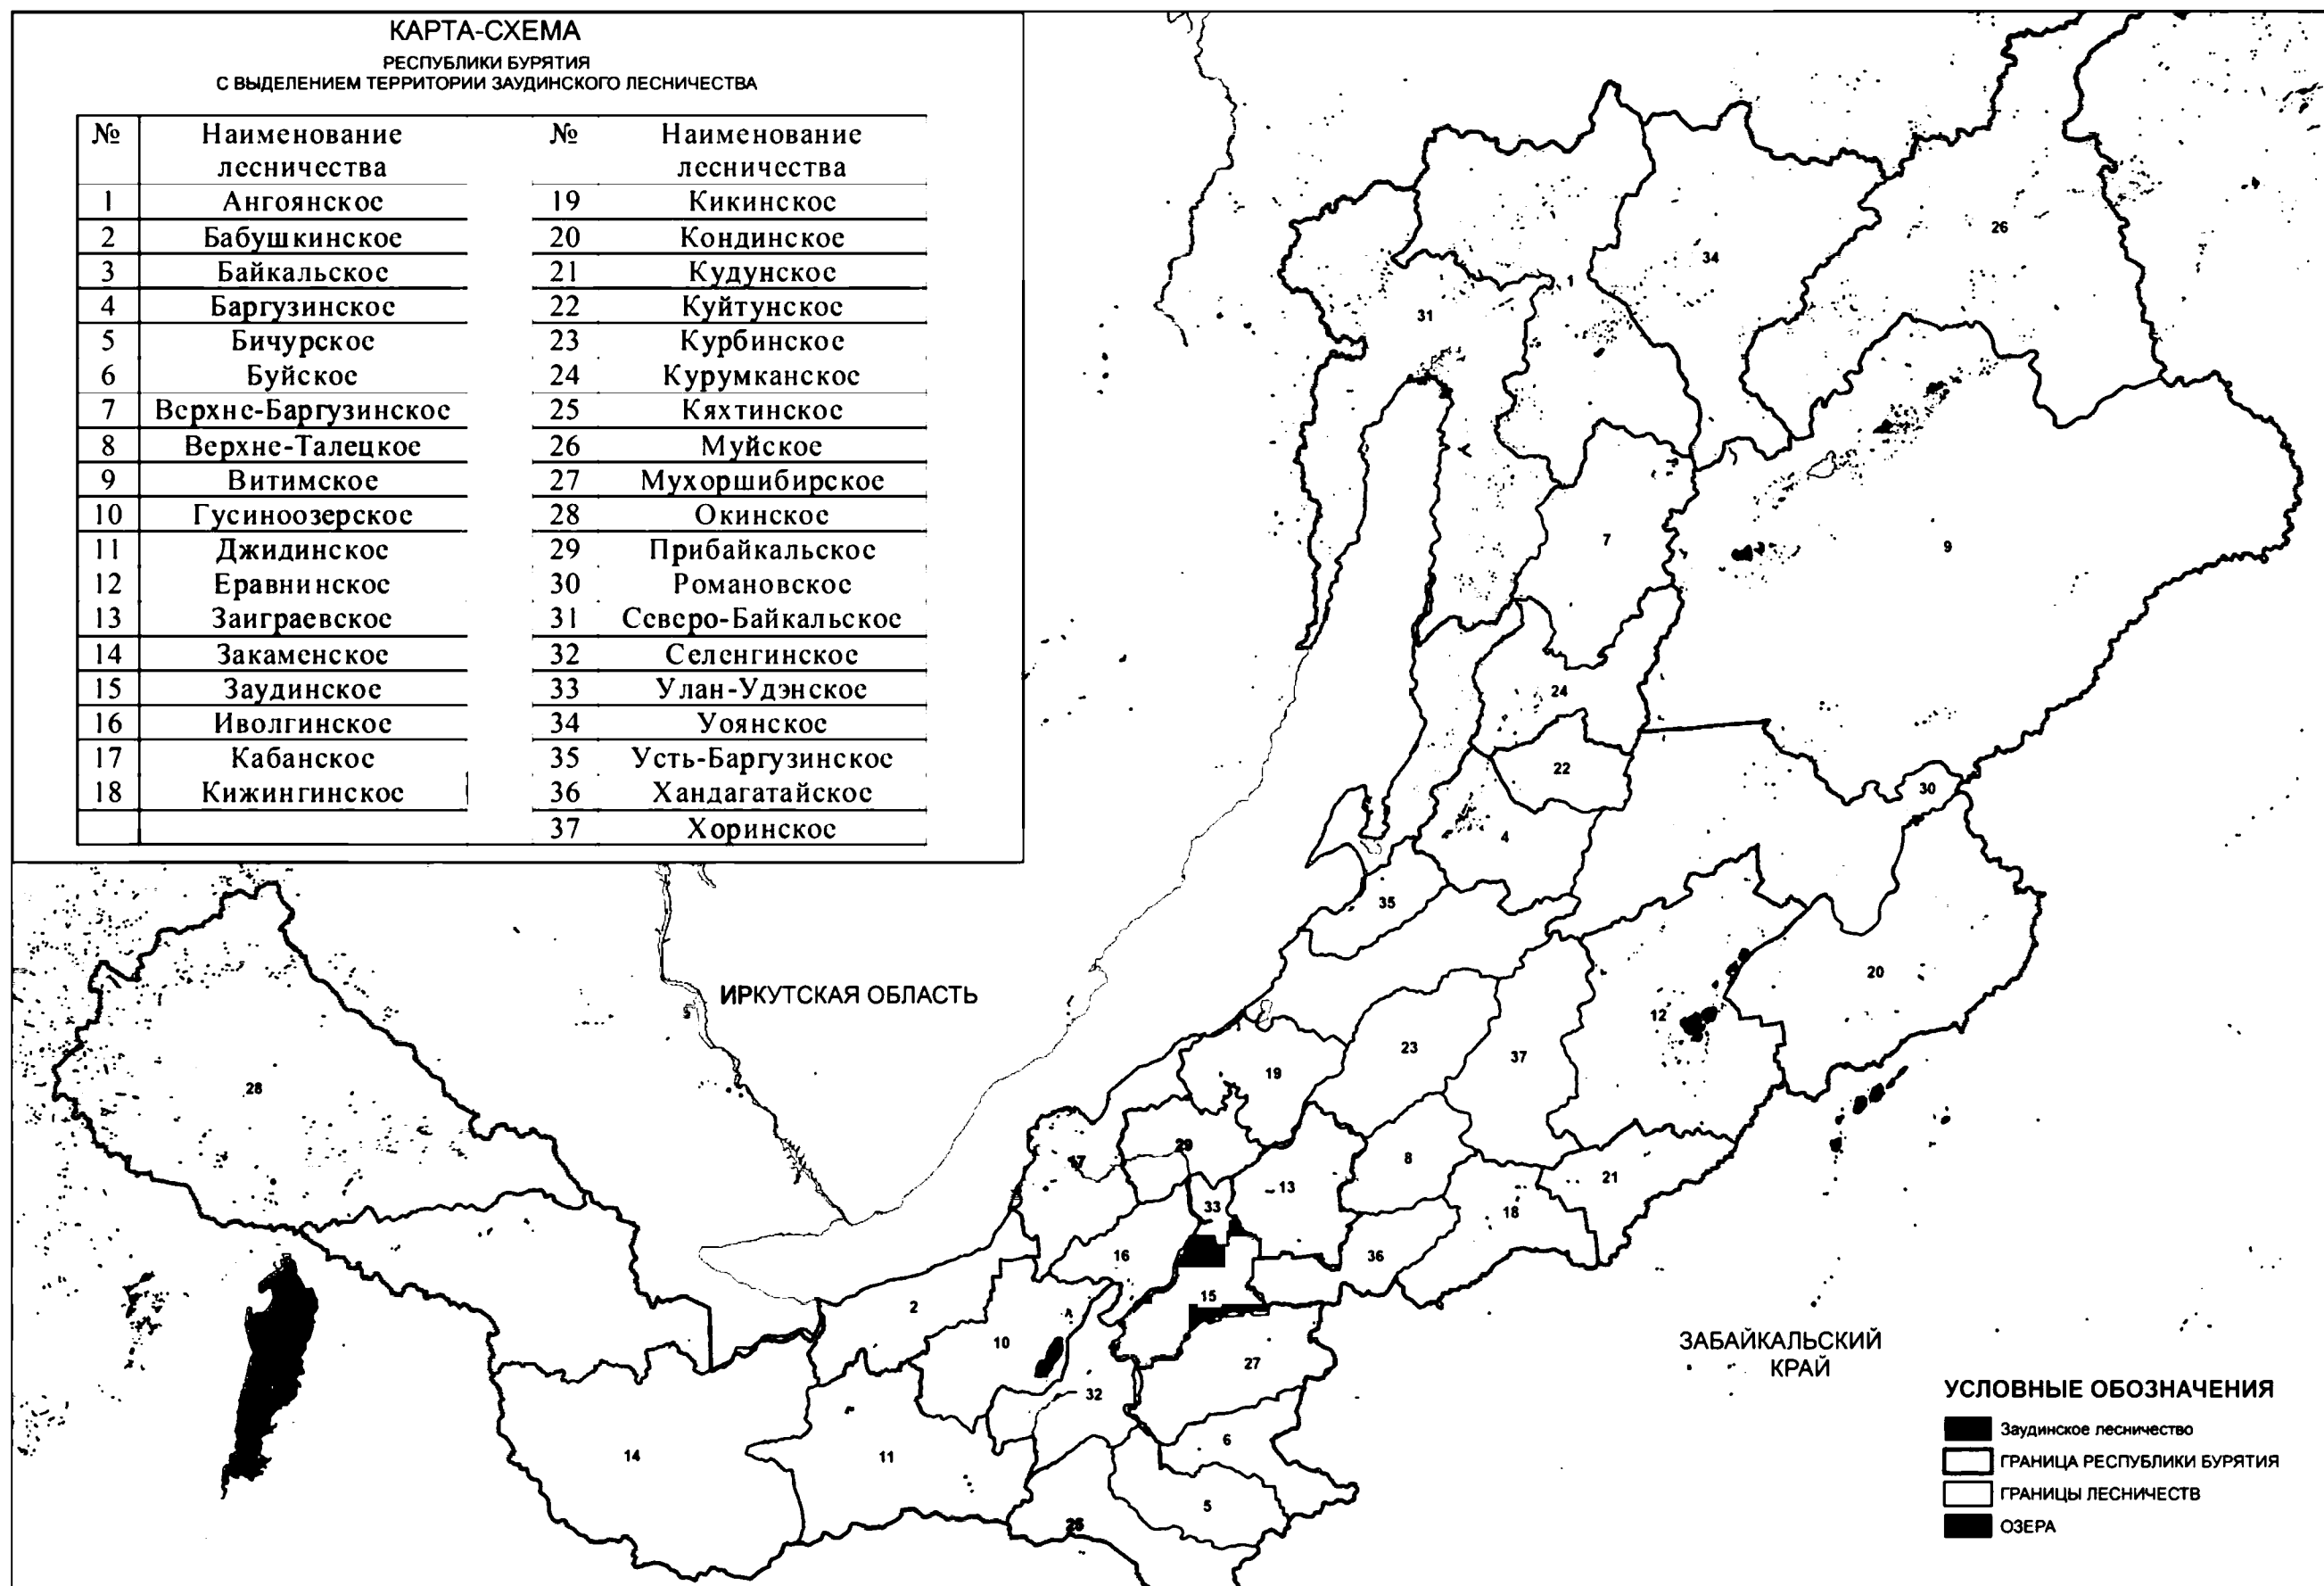 КАРТА-СХЕМА
РЕСПУБЛИКИ БУРЯТИЯ
С ВЫДЕЛЕНИЕМ ТЕРРИТОРИИ ЗАУДИНСКОГО ЛЕСНИЧЕСТВА
№ Наименование лесничества № Наименование лесничества
1 Ангоянское 19 Кикинское
2 Бабушкинское 20 Кондинское
3 Байкальское 21 Кудунское
4 Баргузинское 22 Куйтунское
5 Бичурское 23 Курбинское
6 Буйское 24 Курумканское
7 Верхне-Баргузинское 25 Кяхтинское
8 Верхне-Талецкое 26 Муйское
9 Витимское 27 Мухоршибирское
10 Гусиноозерское 28 Окинское
11 Джидинское 29 Прибайкальское
12 Еравнинское 30 Романовское
13 Заиграевское 31 Северо-Байкальское
14 Закаменское 32 Селенгинское
15 Заудинское 33 Улан-Удэнское
16 Иволгинское 34 Уоянское
17 Кабанское 35 Усть-Баргузинское
18 Кижингинское 36 Хандагатайское
37 Хоринское
26
34
1
31
9
7
24
22
30
4
35
20
ИРКУТСКАЯ ОБЛАСТЬ
12
23
37
19
28
29
8
17
21
13
33
18
16
36
15
2
10
27
32
6
14
11
5
25
ЗАБАЙКАЛЬСКИЙ
КРАЙ
УСЛОВНЫЕ ОБОЗНАЧЕНИЯ
Заудинское лесничество
ГРАНИЦА РЕСПУБЛИКИ БУРЯТИЯ
ГРАНИЦЫ ЛЕСНИЧЕСТВ
ОЗЕРА